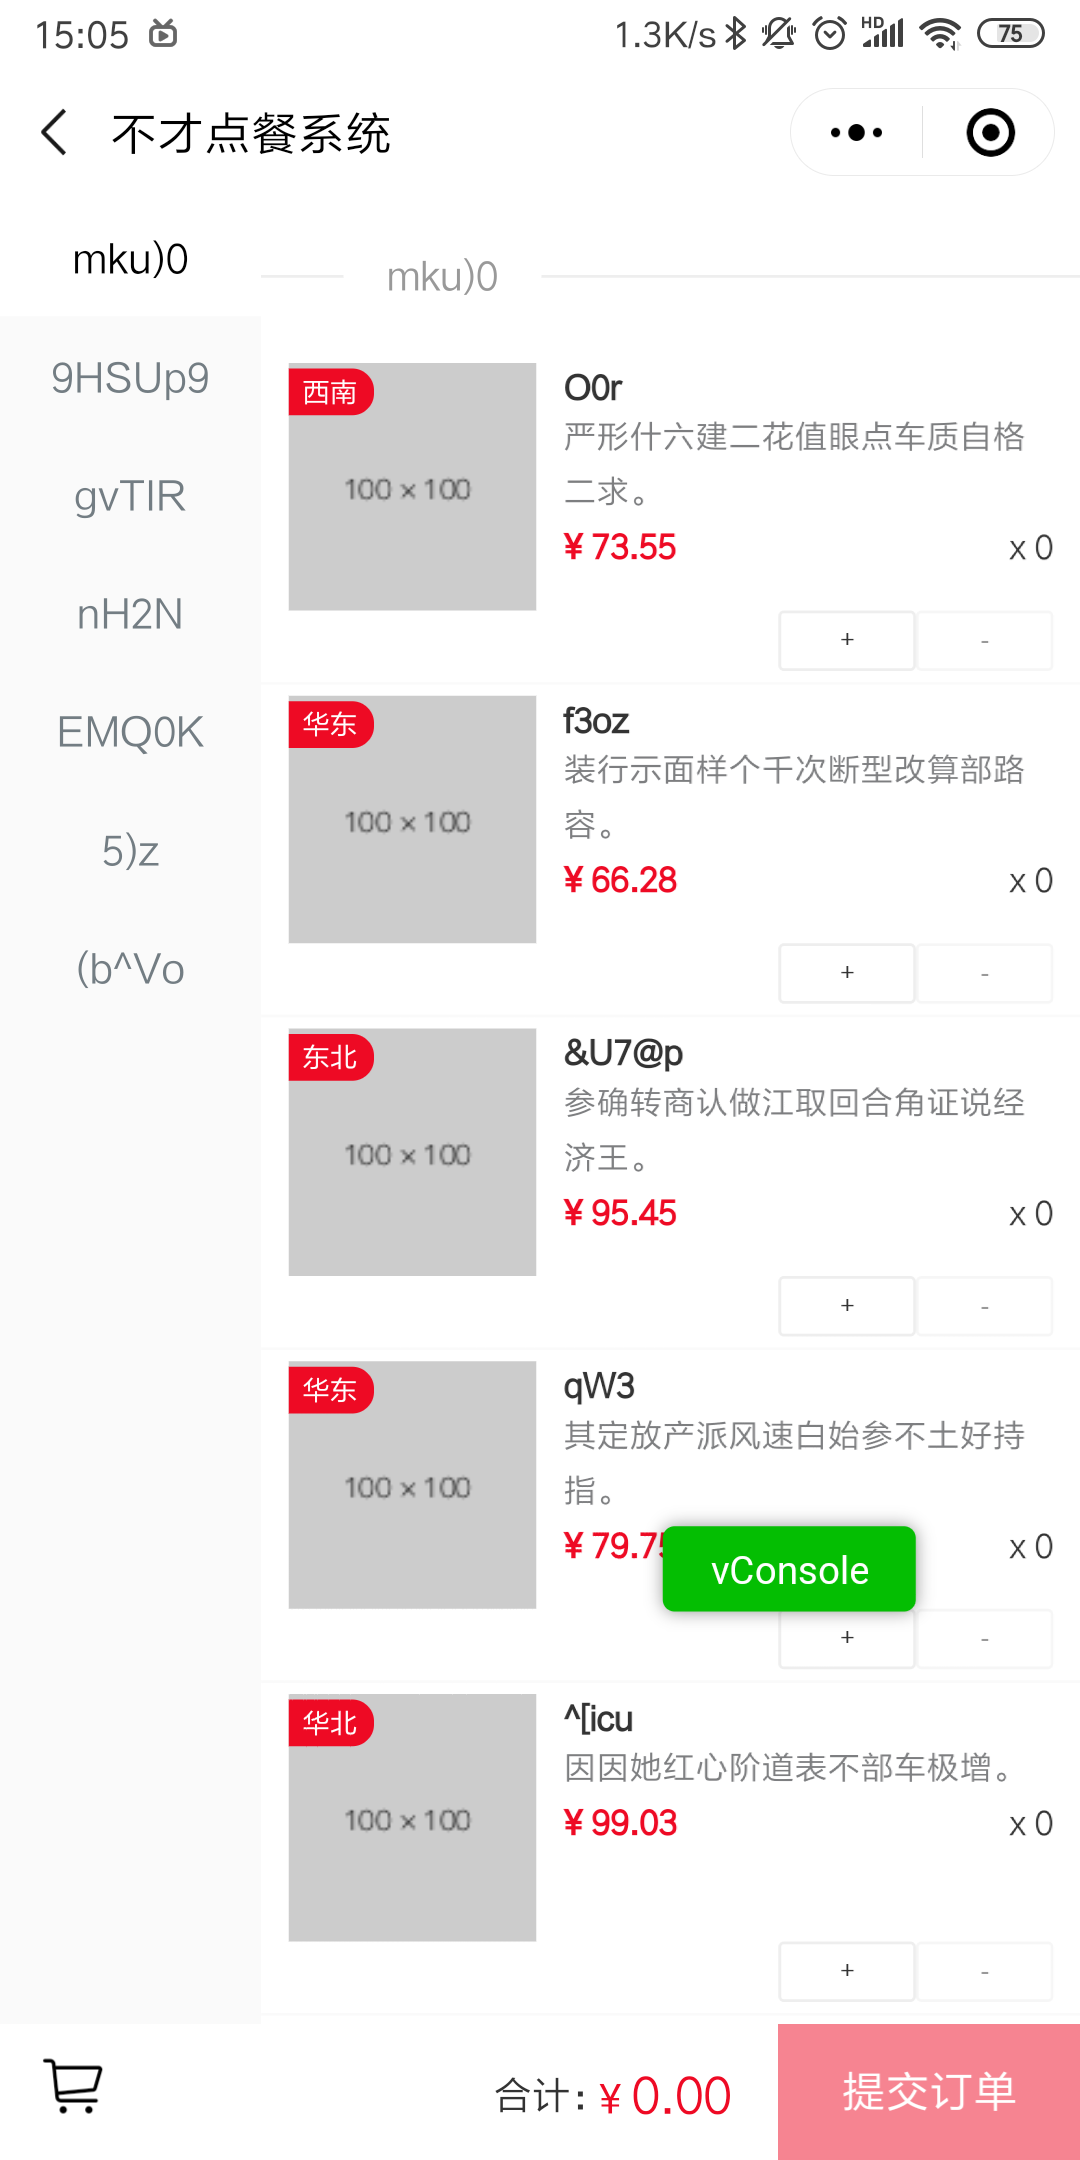 15:05
1.3K/s HD 75
不才点餐系统
mku)0
9HSUp9
gvTIR
nH2N
EMQ0K
5)z
(b^Vo
mku)0
西南
100 × 100
O0r
严形什六建二花值眼点车质自格
二求。
¥ 73.55 x 0
+ -
华东
100 × 100
f3oz
装行示面样个千次断型改算部路
容。
¥ 66.28 x 0
+ -
东北
100 × 100
&U7@p
参确转商认做江取回合角证说经
济王。
¥ 95.45 x 0
+ -
华东
100 × 100
qW3
其定放产派风速白始参不土好持
指。
¥ 79.75 x 0
vConsole
+ -
华北
100 × 100
^[icu
因因她红心阶道表不部车极增。
¥ 99.03 x 0
+ -
合计: ¥ 0.00 提交订单